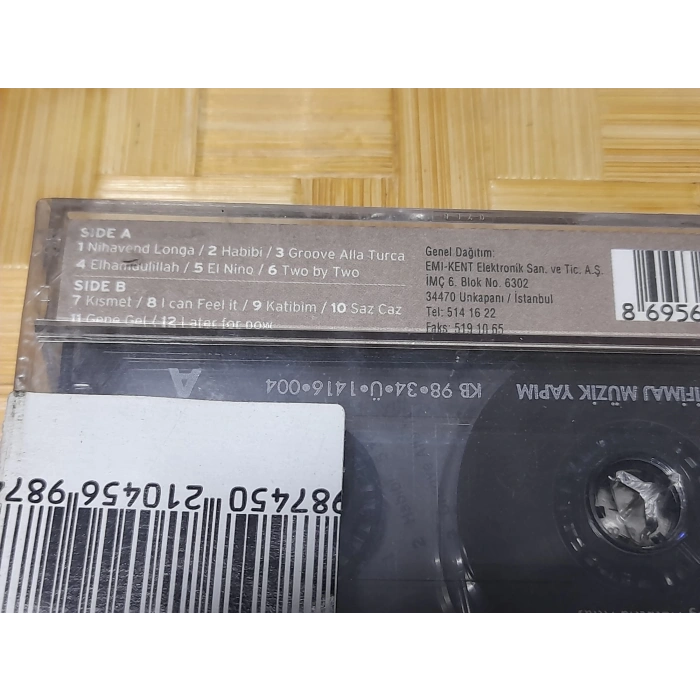 SIDE A
1 Nihavend Longa / 2 Habibi / 3 Groove Alla Turca
4 Elhamdulillah / 5 El Nino / 6 Two by Two
SIDE B
7 Kısmet / 8 I can Feel it / 9 Katibim / 10 Saz Caz
11 Gene Gel / 12 Later for now
Genel Dağıtım:
EMI-KENT Elektronik San. ve Tic. A.Ş.
İMÇ 6. Blok No. 6302
34470 Unkapanı / İstanbul
Tel: 514 16 22
Faks: 519 10 65
8 6956
KB 98•34•Ü•1416•004
MÜZİK YAPIM
A
987450 210456 987